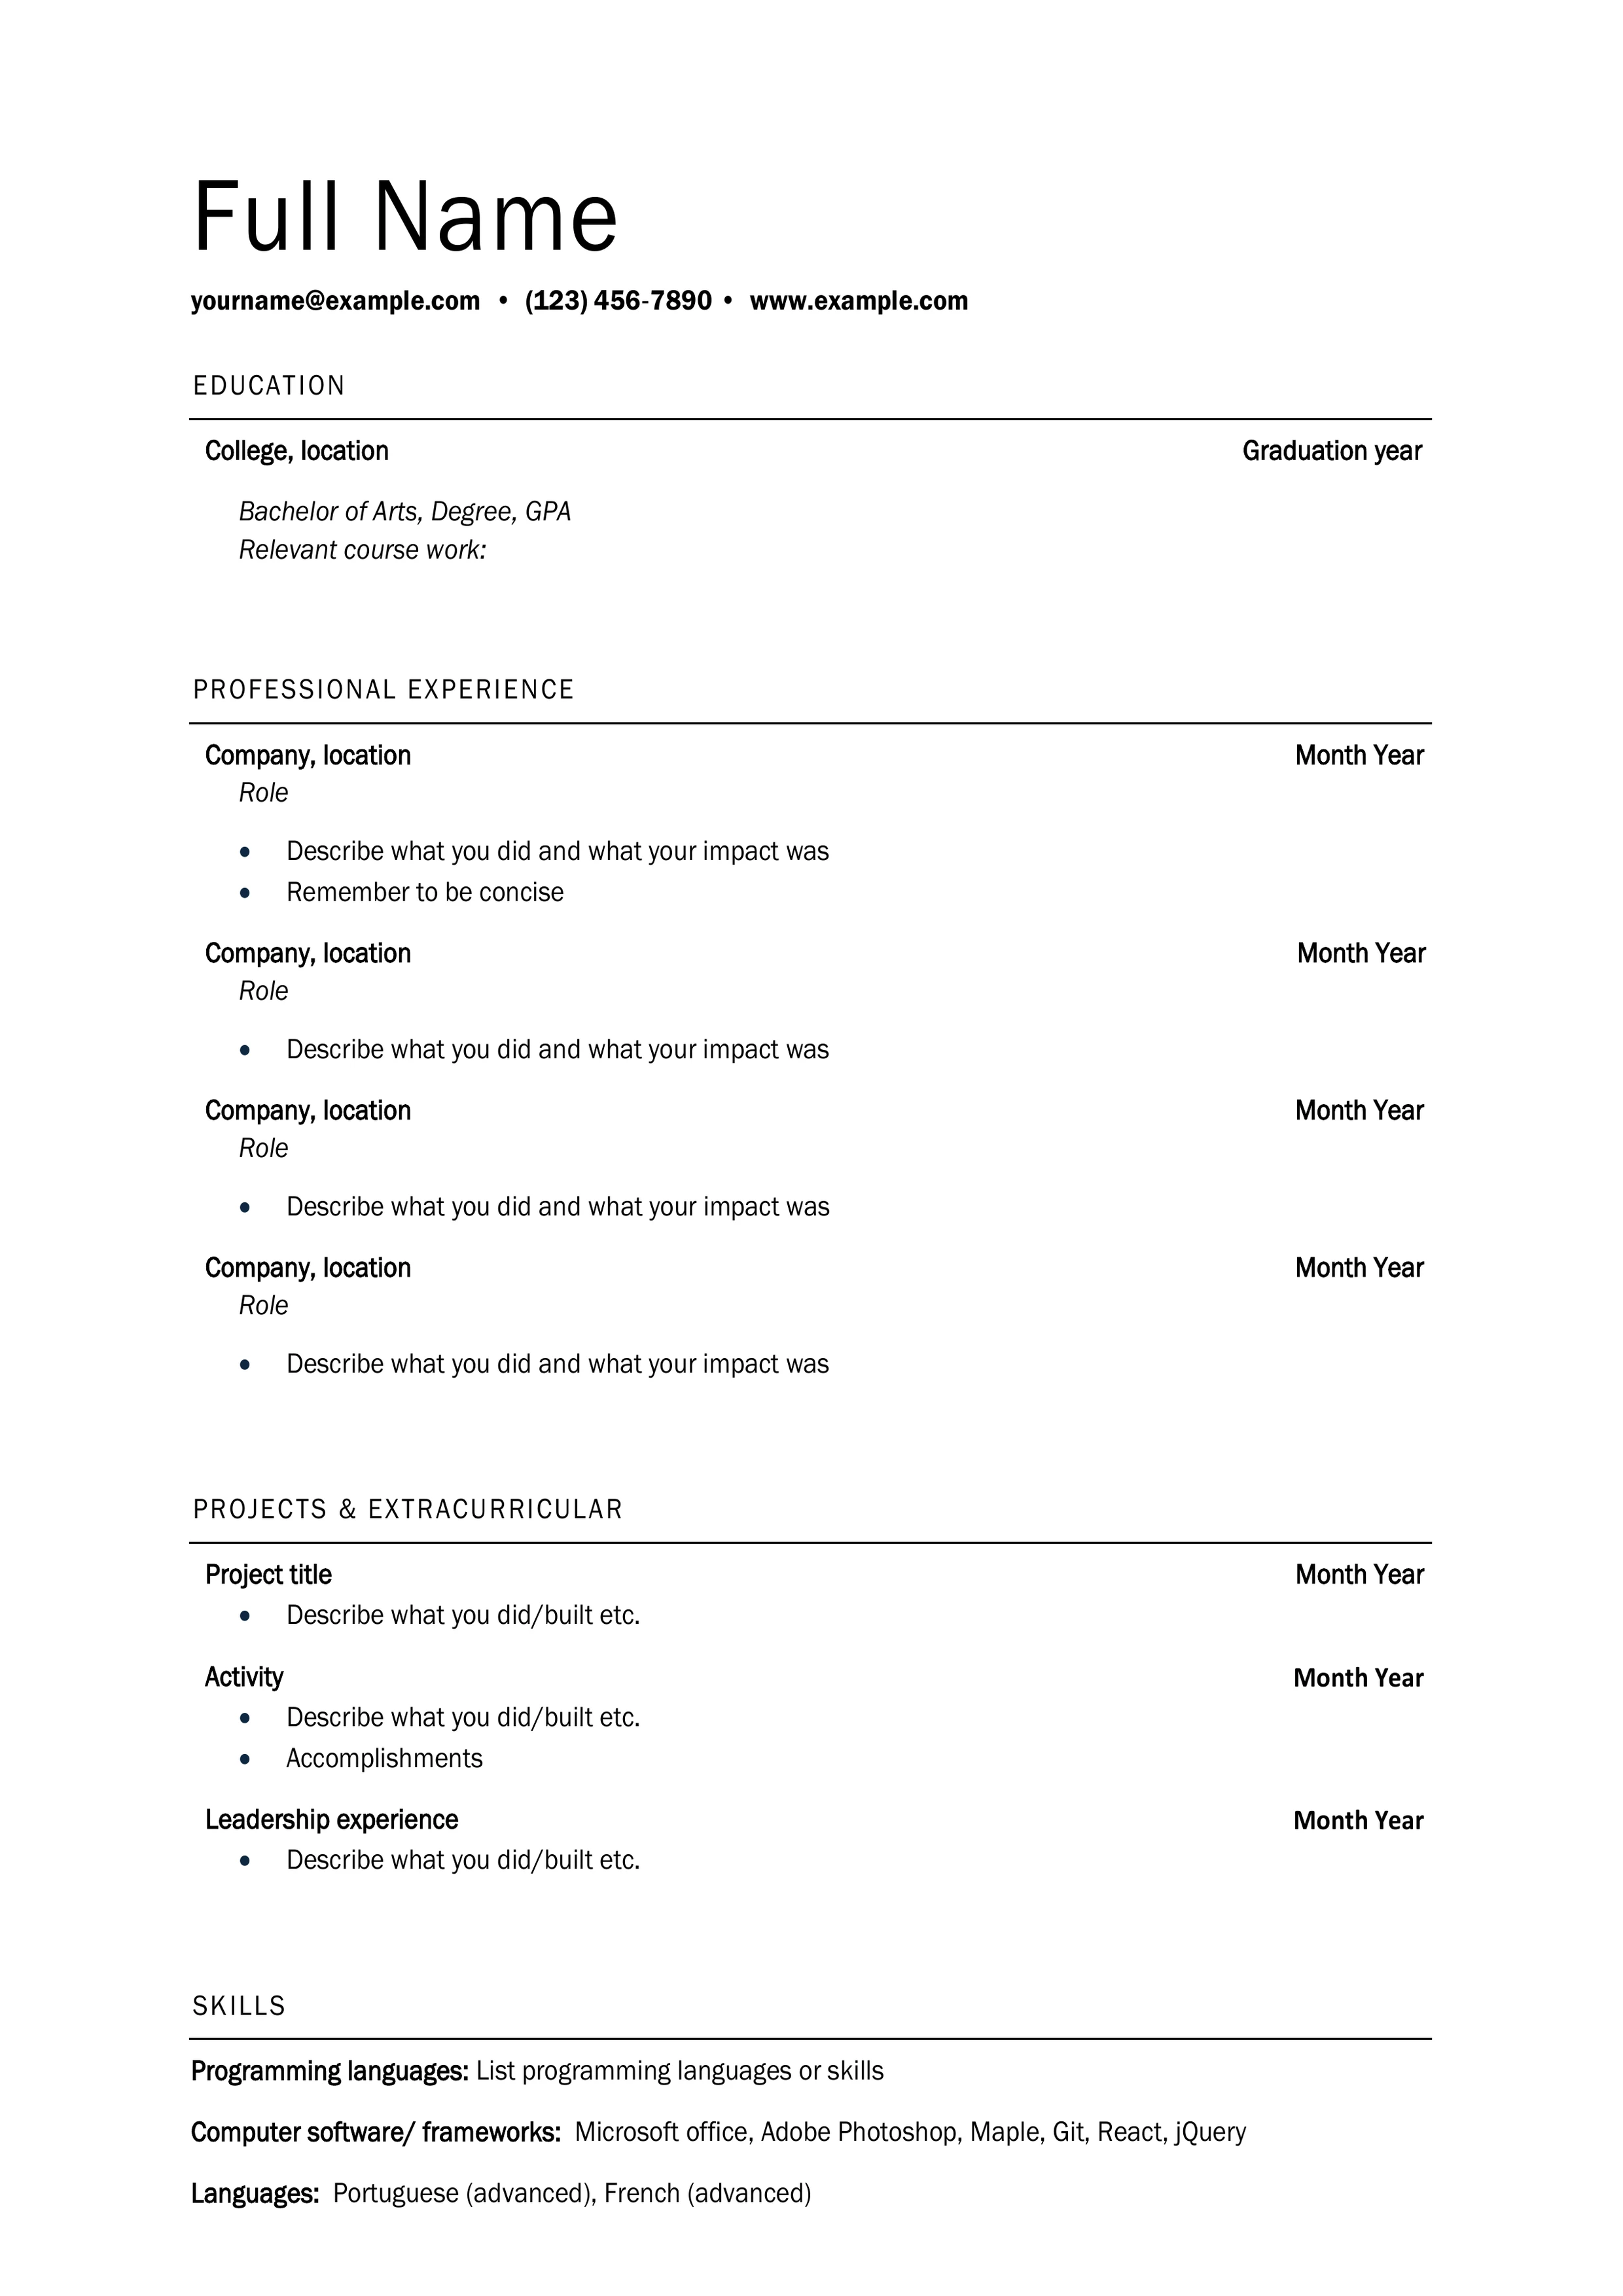 Full Name
yourname@example.com • (123) 456-7890 • www.example.com
EDUCATION
College, location Graduation year
Bachelor of Arts, Degree, GPA
Relevant course work:
PROFESSIONAL EXPERIENCE
Company, location Month Year
Role
• Describe what you did and what your impact was
• Remember to be concise
Company, location Month Year
Role
• Describe what you did and what your impact was
Company, location Month Year
Role
• Describe what you did and what your impact was
Company, location Month Year
Role
• Describe what you did and what your impact was
PROJECTS & EXTRACURRICULAR
Project title Month Year
• Describe what you did/built etc.
Activity Month Year
• Describe what you did/built etc.
• Accomplishments
Leadership experience Month Year
• Describe what you did/built etc.
SKILLS
Programming languages: List programming languages or skills
Computer software/ frameworks: Microsoft office, Adobe Photoshop, Maple, Git, React, jQuery
Languages: Portuguese (advanced), French (advanced)